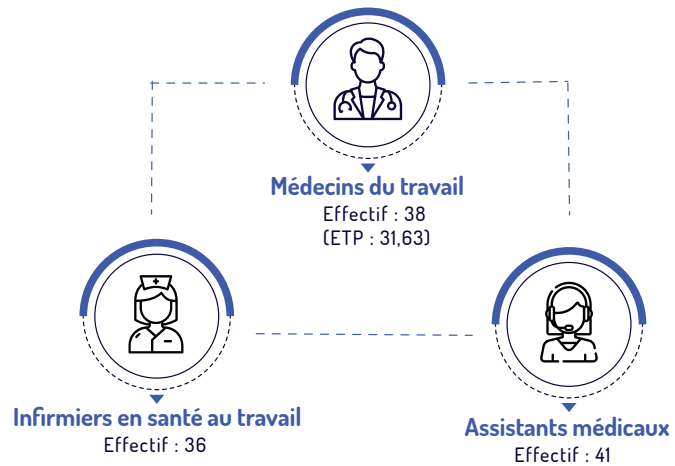 Médecins du travail
Effectif : 38
(ETP : 31,63)
Infirmiers en santé au travail
Effectif : 36
Assistants médicaux
Effectif : 41